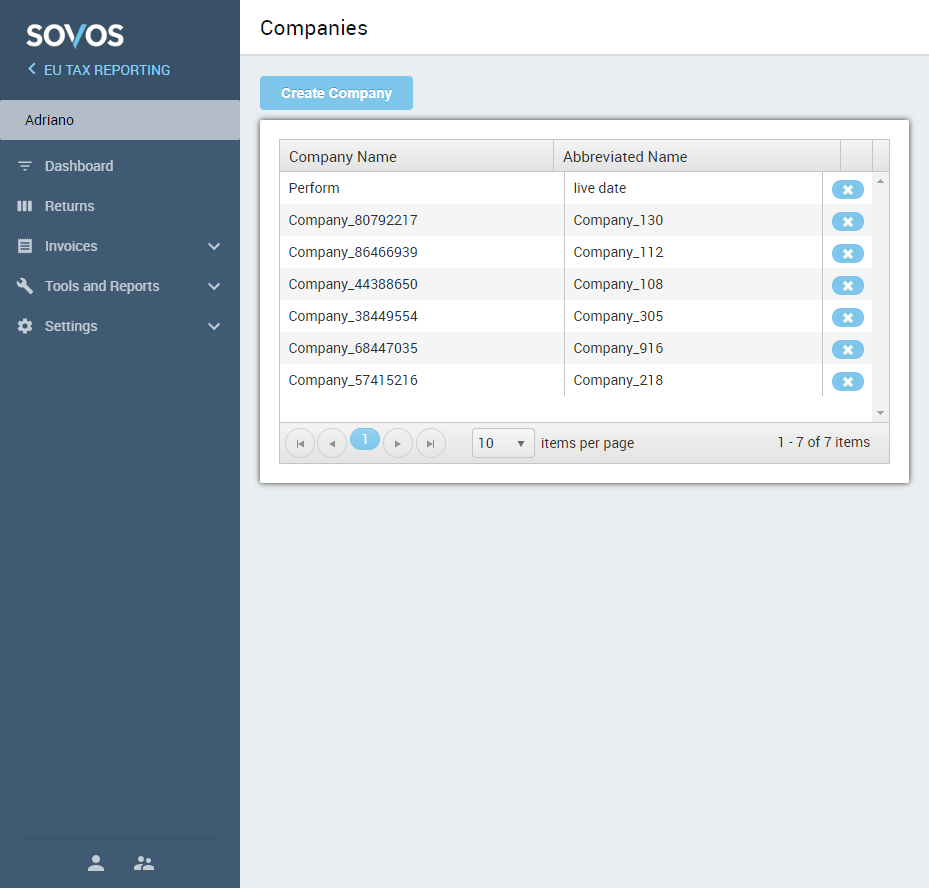 SOVOS
EU TAX REPORTING
Adriano
Dashboard
Returns
Invoices
Tools and Reports
Settings
Companies
Create Company
Company Name Abbreviated Name
Perform live date
Company_80792217 Company_130
Company_86466939 Company_112
Company_44388650 Company_108
Company_38449554 Company_305
Company_68447035 Company_916
Company_57415216 Company_218
1 10 items per page 1 - 7 of 7 items